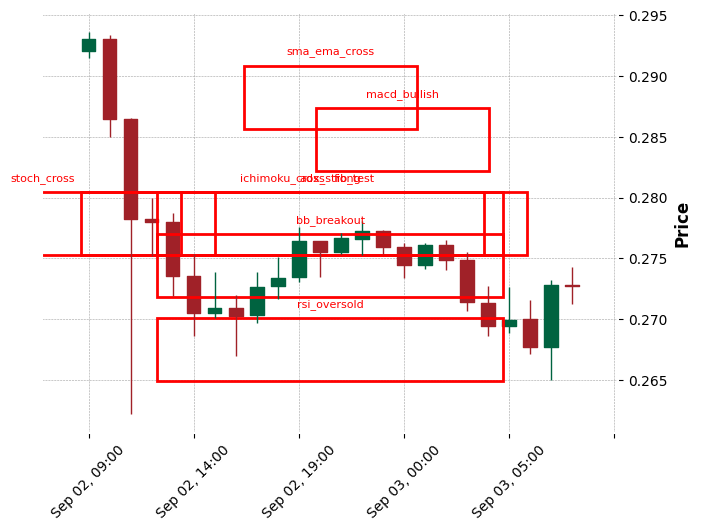 0.295
sma_ema_cross
0.290
macd_bullish
0.285
stoch_cross
0.280
bb_breakout
0.275
rsi_oversold
0.270
0.265
Price
Sep 02, 09:00
Sep 02, 14:00
Sep 02, 19:00
Sep 03, 00:00
Sep 03, 05:00